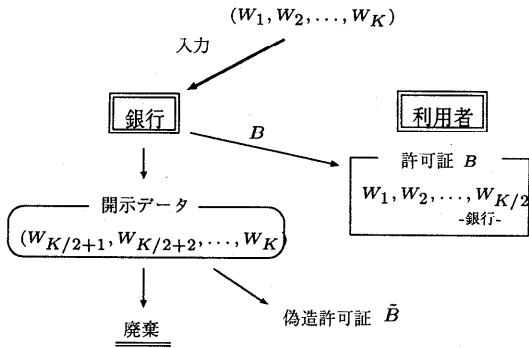 (W_1, W_2, ..., W_K)
入力
銀行
利用者
B
許可証 B
W_1, W_2, ..., W_{K/2}
-銀行-
開示データ
(W_{K/2+1}, W_{K/2+2}, ..., W_K)
偽造許可証 B̃
廃棄